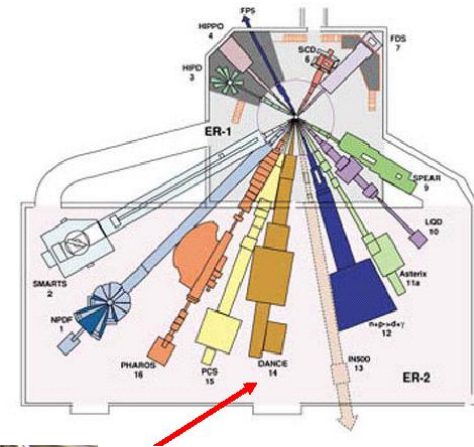 FPS
HIPPO
4
FDS
7
SCD
6
HIPD
3
ER-1
SPEAR
9
LQD
10
SMARTS
2
Asterix
11a
NPDF
1
n+p->d+γ
12
PHAROS
16
PCS
15
DANCE
14
IN500
13
ER-2